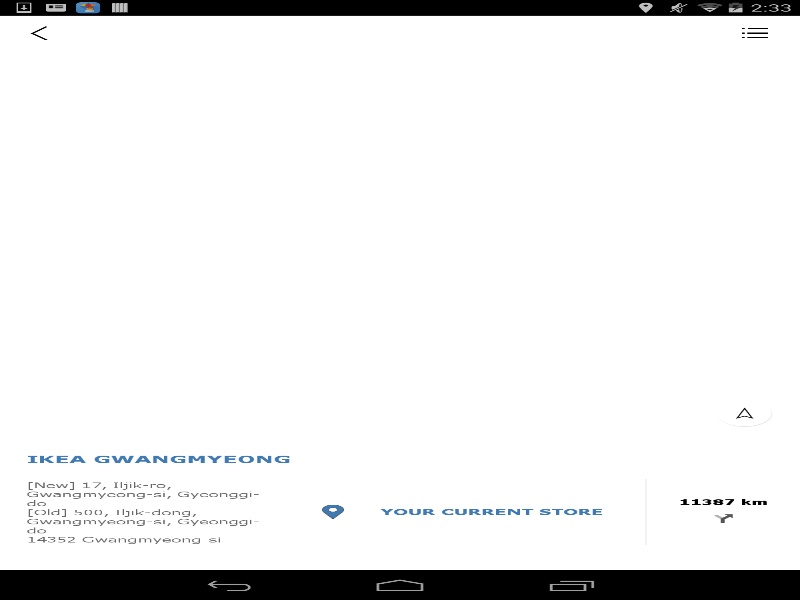 2:33
IKEA GWANGMYEONG
[New] 17, Iljik-ro,
Gwangmyeong-si, Gyeonggi-
do
[Old] 500, Iljik-dong,
Gwangmyeong-si, Gyeonggi-
do
14352 Gwangmyeong si
YOUR CURRENT STORE
11387 km